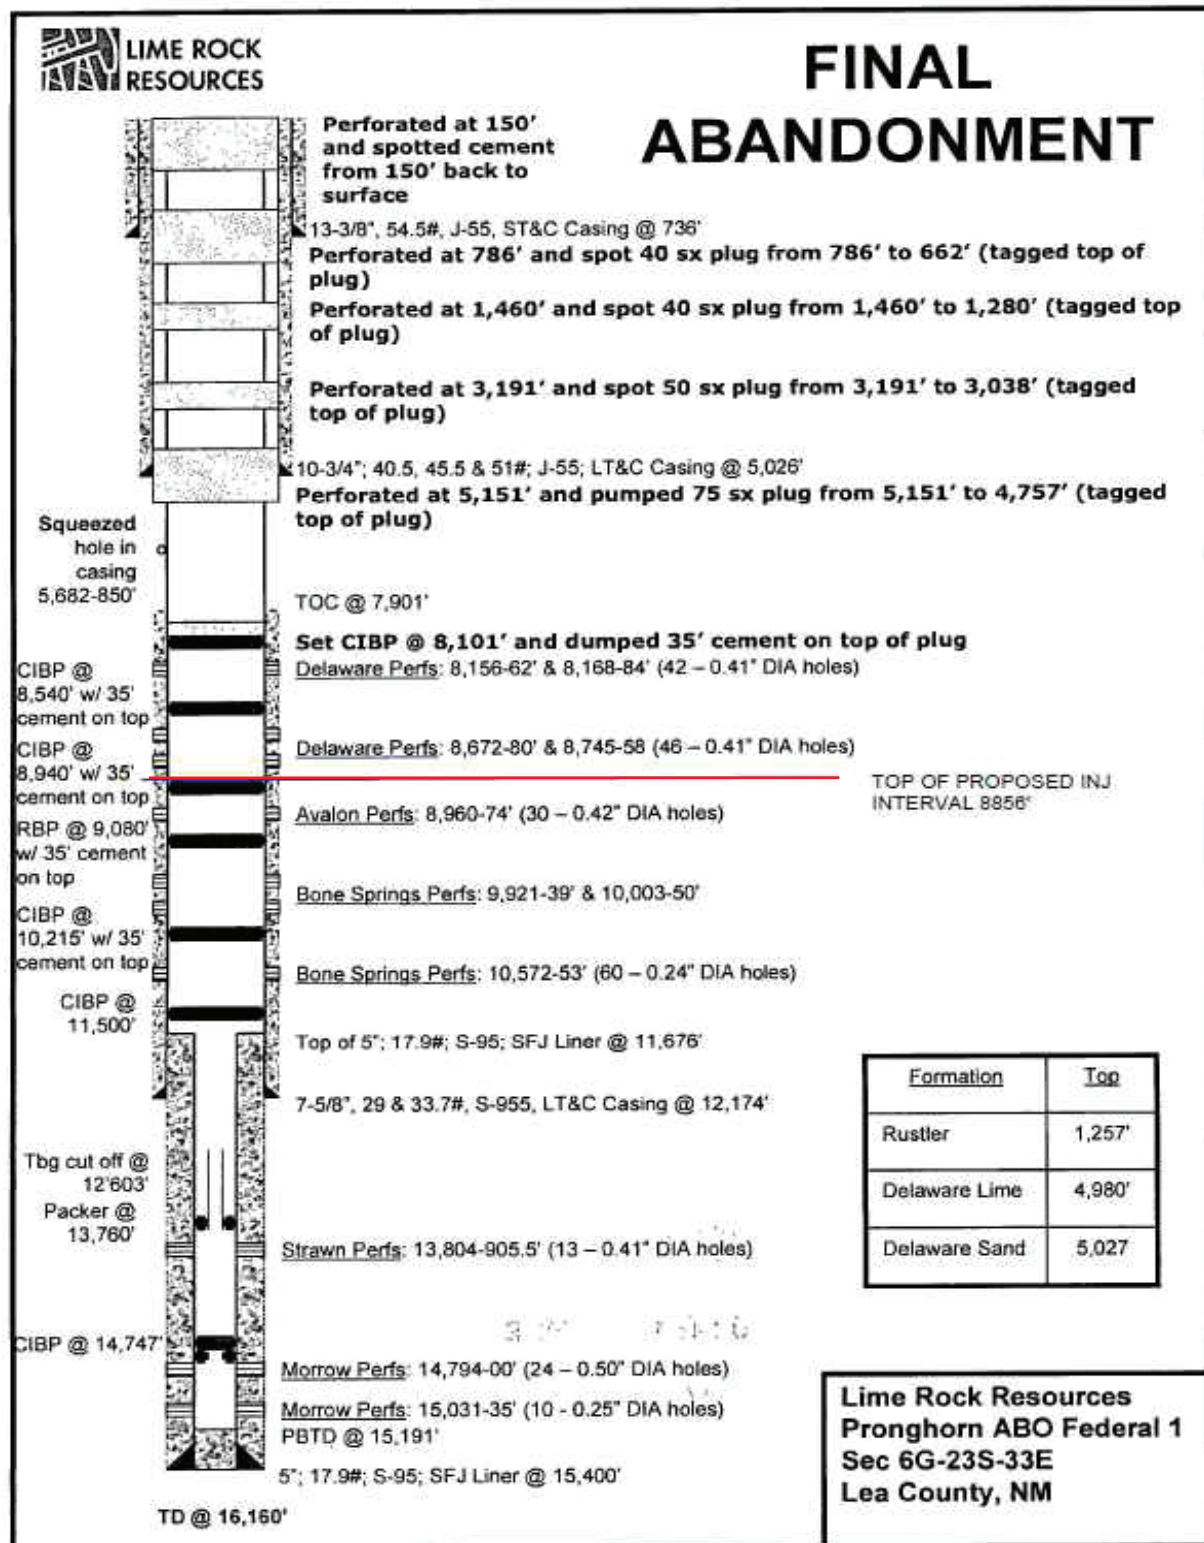 LIME ROCK
RESOURCES
FINAL
ABANDONMENT
Perforated at 150'
and spotted cement
from 150' back to
surface
13-3/8", 54.5#, J-55, ST&C Casing @ 736'
Perforated at 786' and spot 40 sx plug from 786' to 662' (tagged top of
plug)
Perforated at 1,460' and spot 40 sx plug from 1,460' to 1,280' (tagged top
of plug)
Perforated at 3,191' and spot 50 sx plug from 3,191' to 3,038' (tagged
top of plug)
10-3/4"; 40.5, 45.5 & 51#; J-55; LT&C Casing @ 5,026'
Perforated at 5,151' and pumped 75 sx plug from 5,151' to 4,757' (tagged
top of plug)
Squeezed
hole in
casing
5,682-850'
TOC @ 7,901'
Set CIBP @ 8,101' and dumped 35' cement on top of plug
Delaware Perfs: 8,156-62' & 8,168-84' (42 – 0.41" DIA holes)
CIBP @
8,540' w/ 35'
cement on top
Delaware Perfs: 8,672-80' & 8,745-58 (46 – 0.41" DIA holes)
CIBP @
8,940' w/ 35'
cement on top
TOP OF PROPOSED INJ
INTERVAL 8856'
Avalon Perfs: 8,960-74' (30 – 0.42" DIA holes)
RBP @ 9,080'
w/ 35' cement
on top
Bone Springs Perfs: 9,921-39' & 10,003-50'
CIBP @
10,215' w/ 35'
cement on top
Bone Springs Perfs: 10,572-53' (60 – 0.24" DIA holes)
CIBP @
11,500'
Top of 5"; 17.9#; S-95; SFJ Liner @ 11,676'
7-5/8", 29 & 33.7#, S-955, LT&C Casing @ 12,174'
Formation Top
Rustler 1,257'
Delaware Lime 4,980'
Delaware Sand 5,027
Tbg cut off @
12'603'
Packer @
13,760'
Strawn Perfs: 13,804-905.5' (13 – 0.41" DIA holes)
CIBP @ 14,747'
Morrow Perfs: 14,794-00' (24 – 0.50" DIA holes)
Morrow Perfs: 15,031-35' (10 - 0.25" DIA holes)
PBTD @ 15,191'
5"; 17.9#; S-95; SFJ Liner @ 15,400'
TD @ 16,160'
Lime Rock Resources
Pronghorn ABO Federal 1
Sec 6G-23S-33E
Lea County, NM